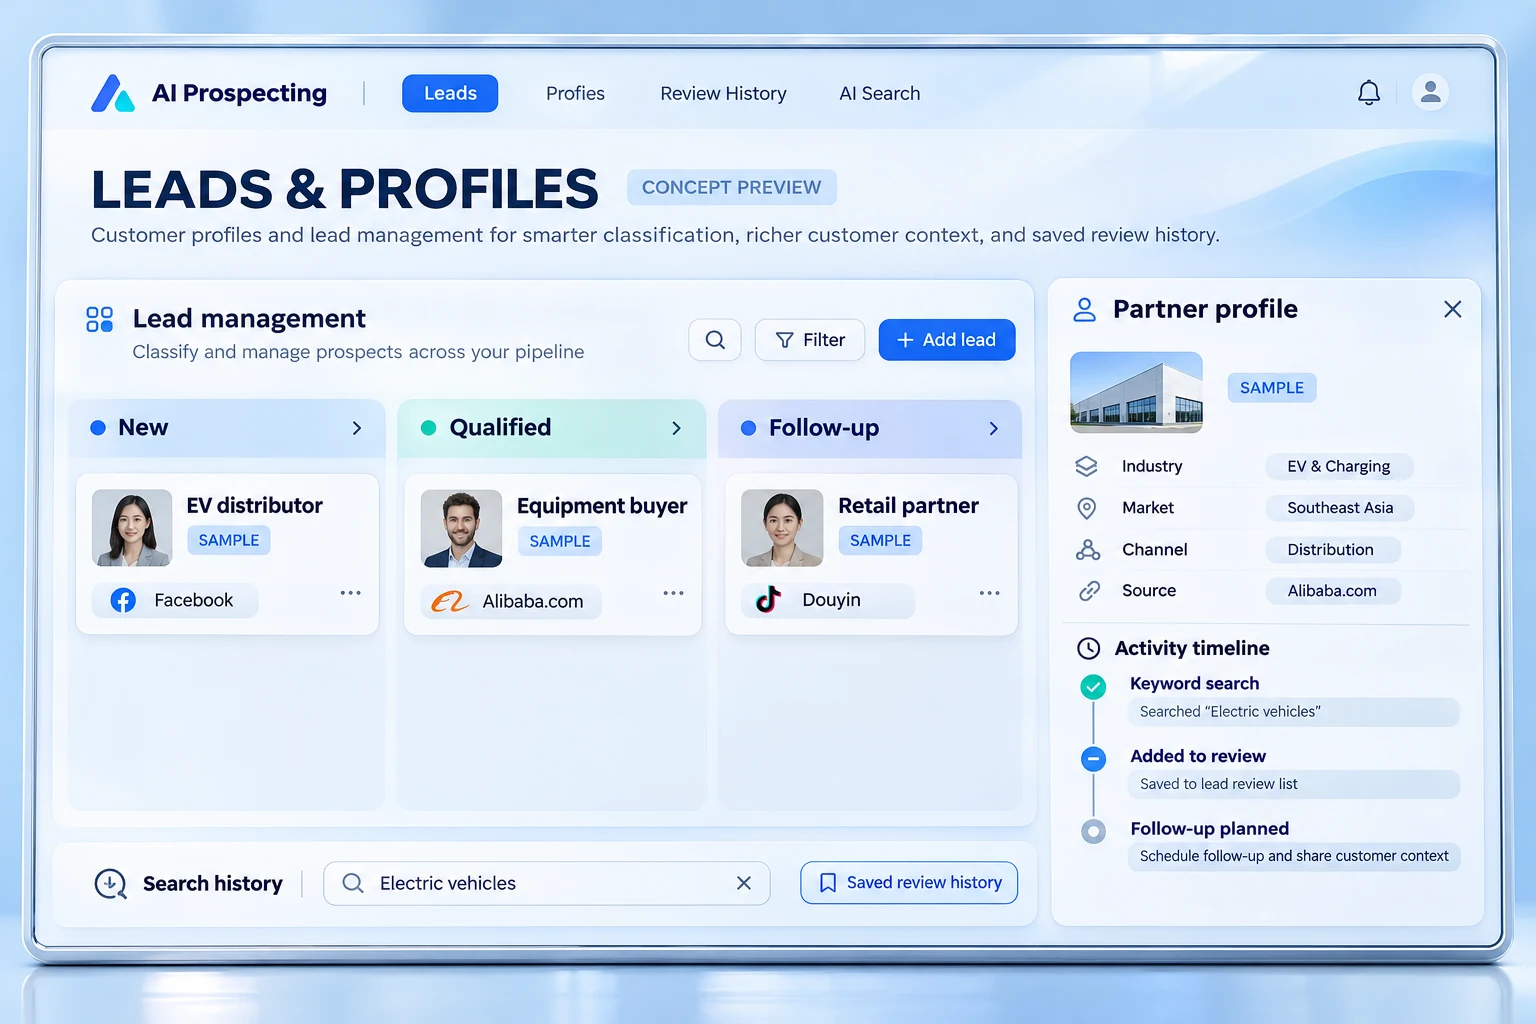 AI Prospecting
Leads
Profies
Review History
AI Search
LEADS & PROFILES
CONCEPT PREVIEW
Customer profiles and lead management for smarter classification, richer customer context, and saved review history.
Lead management
Classify and manage prospects across your pipeline
Filter
+ Add lead
New
Qualified
Follow-up
EV distributor
SAMPLE
Facebook
Equipment buyer
SAMPLE
Alibaba.com
Retail partner
SAMPLE
Douyin
Search history
Electric vehicles
Saved review history
Partner profile
SAMPLE
Industry
EV & Charging
Market
Southeast Asia
Channel
Distribution
Source
Alibaba.com
Activity timeline
Keyword search
Searched “Electric vehicles”
Added to review
Saved to lead review list
Follow-up planned
Schedule follow-up and share customer context